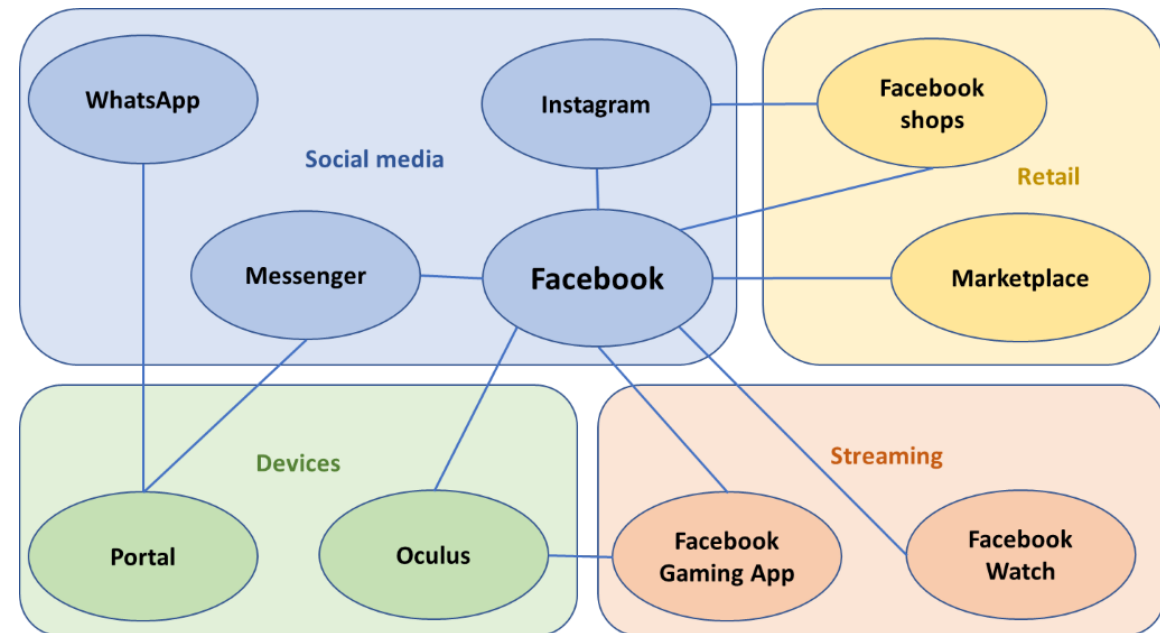 WhatsApp
Instagram
Facebook
shops
Social media
Retail
Messenger
Facebook
Marketplace
Devices
Streaming
Portal
Oculus
Facebook
Gaming App
Facebook
Watch